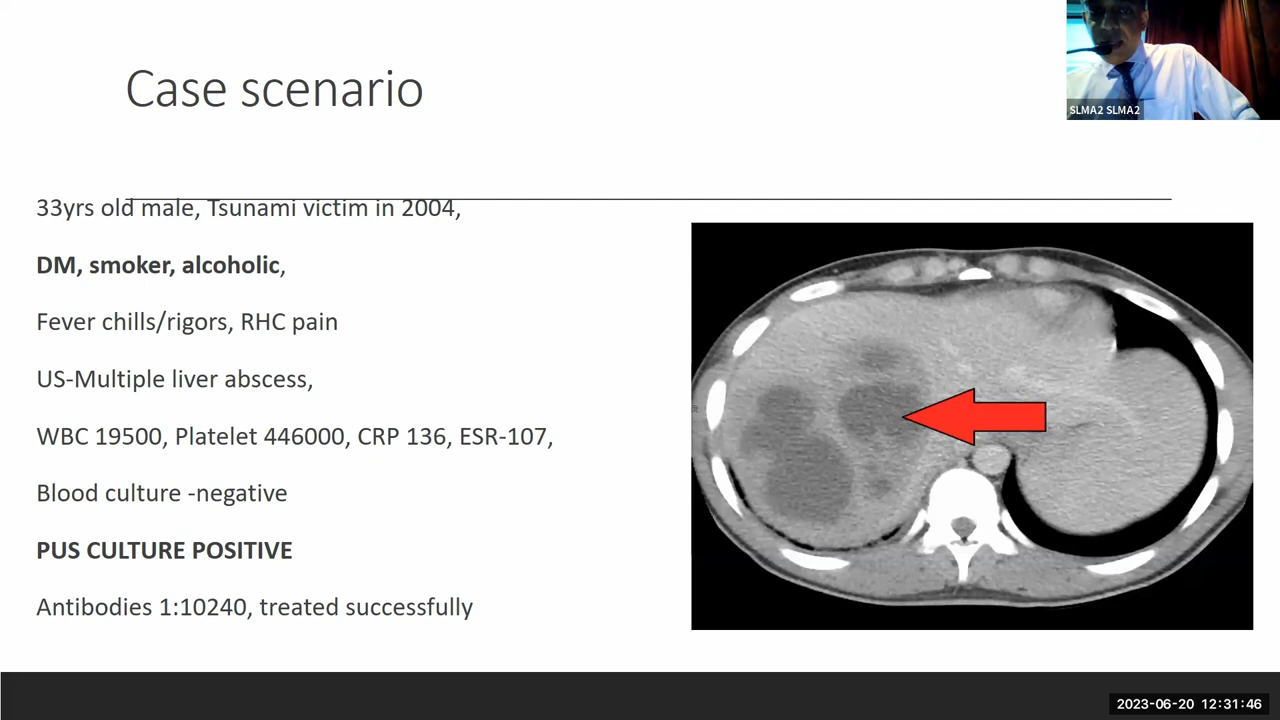 Case scenario
SLMA2 SLMA2
33yrs old male, Tsunami victim in 2004,
DM, smoker, alcoholic,
Fever chills/rigors, RHC pain
US-Multiple liver abscess,
WBC 19500, Platelet 446000, CRP 136, ESR-107,
Blood culture -negative
PUS CULTURE POSITIVE
Antibodies 1:10240, treated successfully
2023-06-20 12:31:46